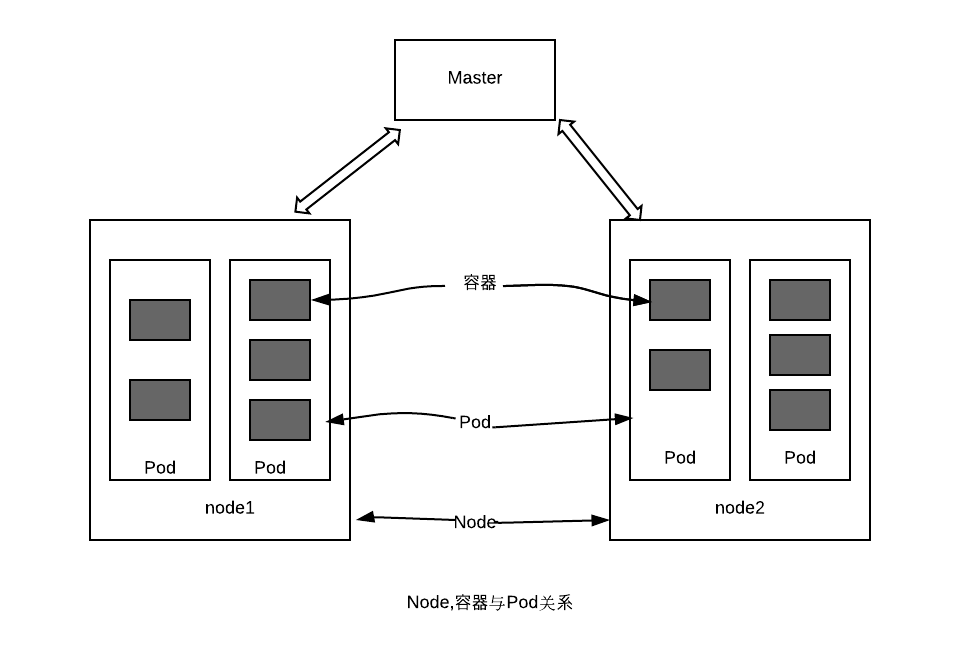 Master
容器
Pod
Pod
Pod
Pod
Pod
node1
node2
Node
Node,容器与Pod关系